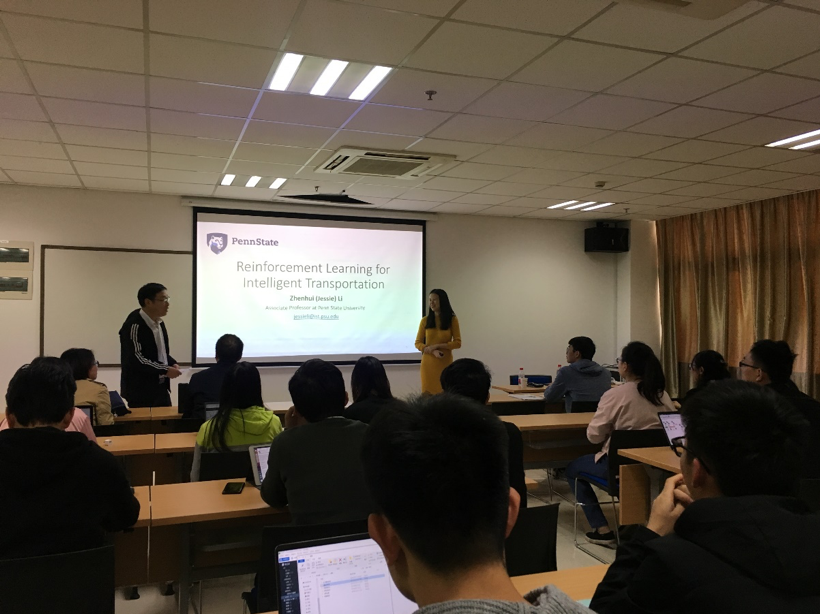 PennState
Reinforcement Learning for
Intelligent Transportation
Zhenhui (Jessie) Li
Associate Professor at Penn State University